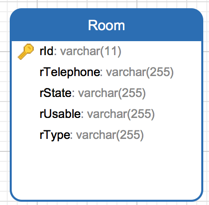 Room
rId: varchar(11)
rTelephone: varchar(255)
rState: varchar(255)
rUsable: varchar(255)
rType: varchar(255)